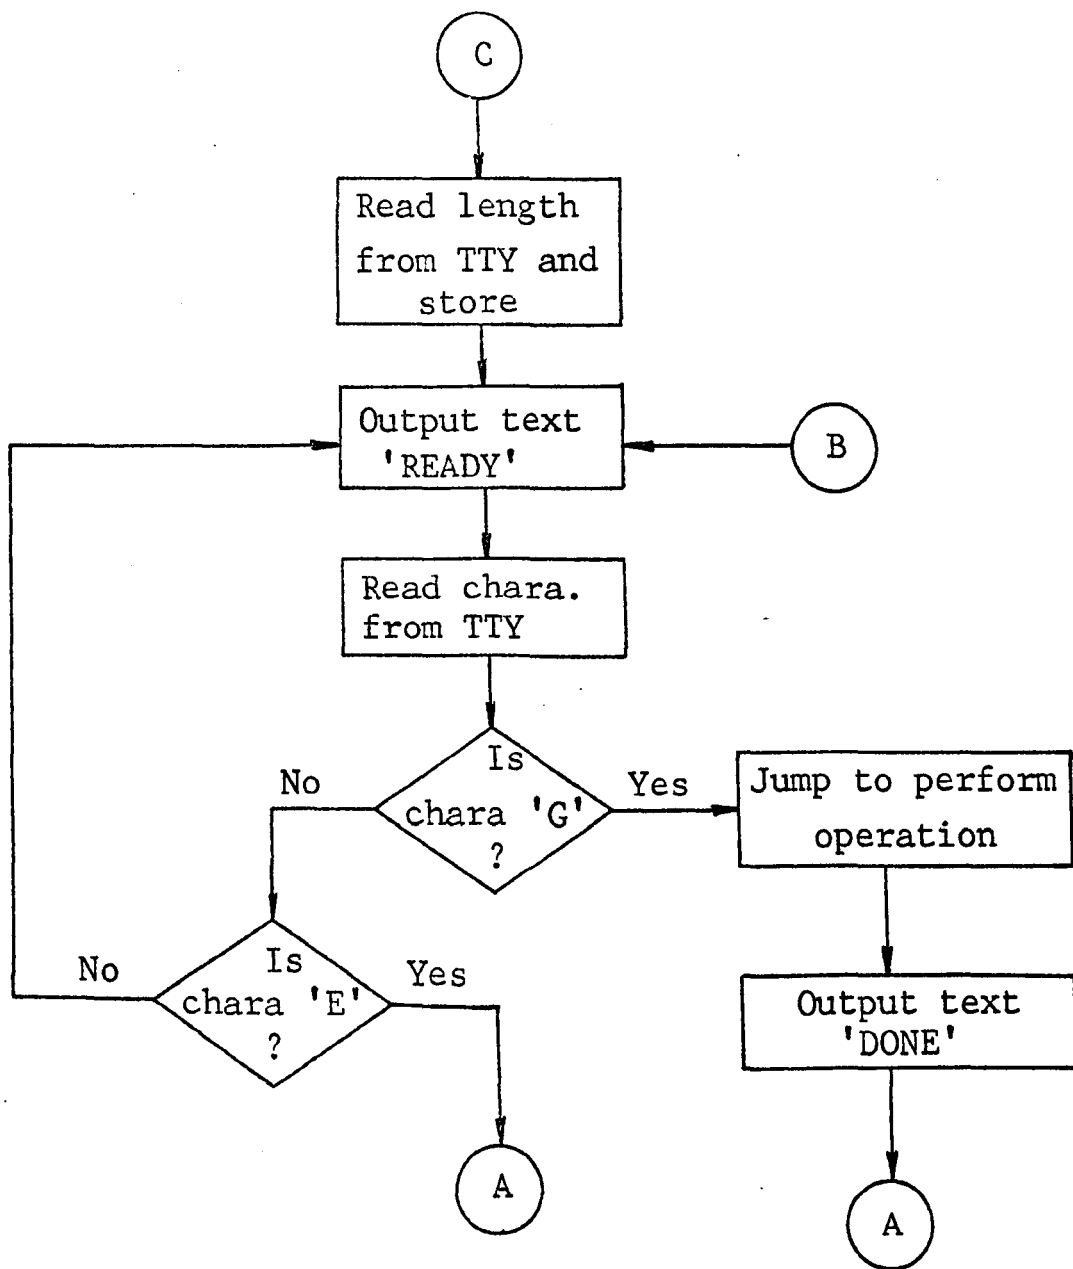 C
Read length
from TTY and
store
Output text
'READY'
B
Read chara.
from TTY
Is
chara 'G'
?
No
Yes
Jump to perform
operation
Is
chara 'E'
?
No
Yes
Output text
'DONE'
A
A